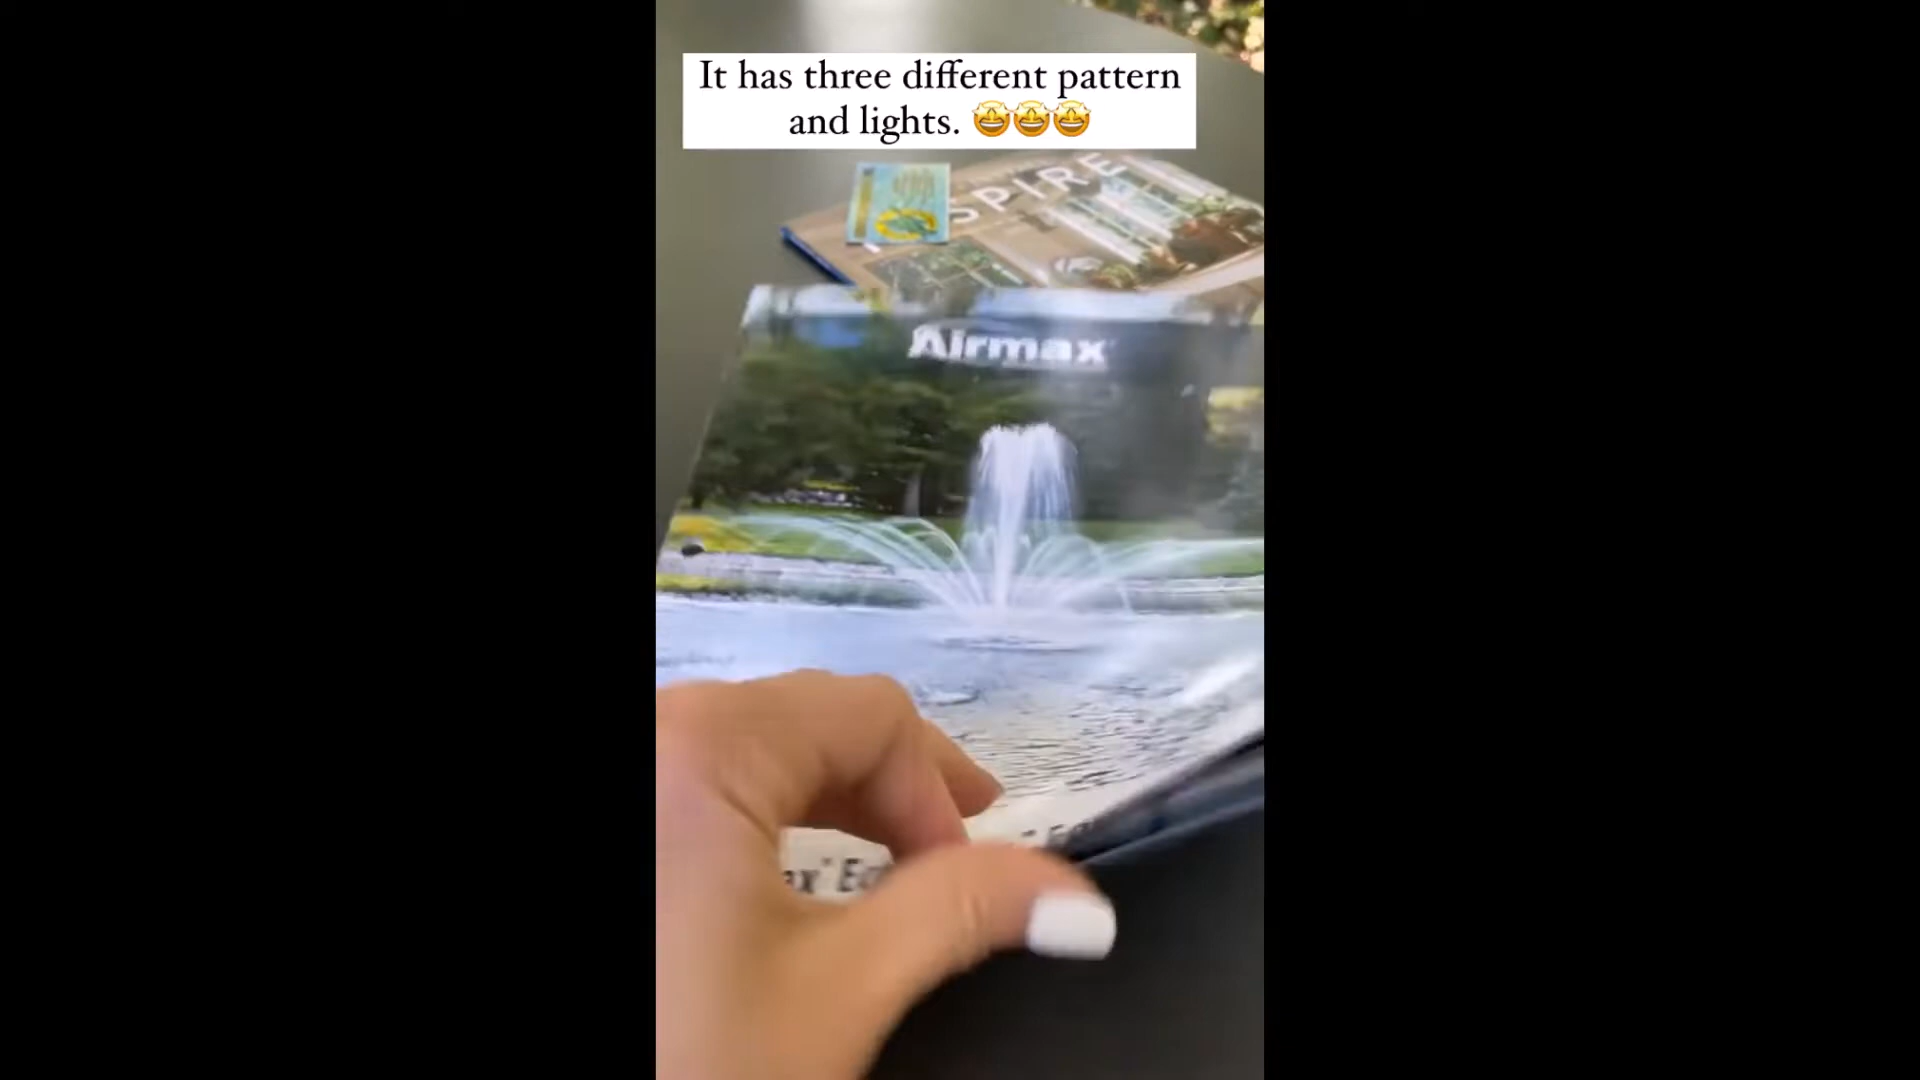 It has three different pattern
and lights. 🤩🤩🤩
SPIRE
Airmax